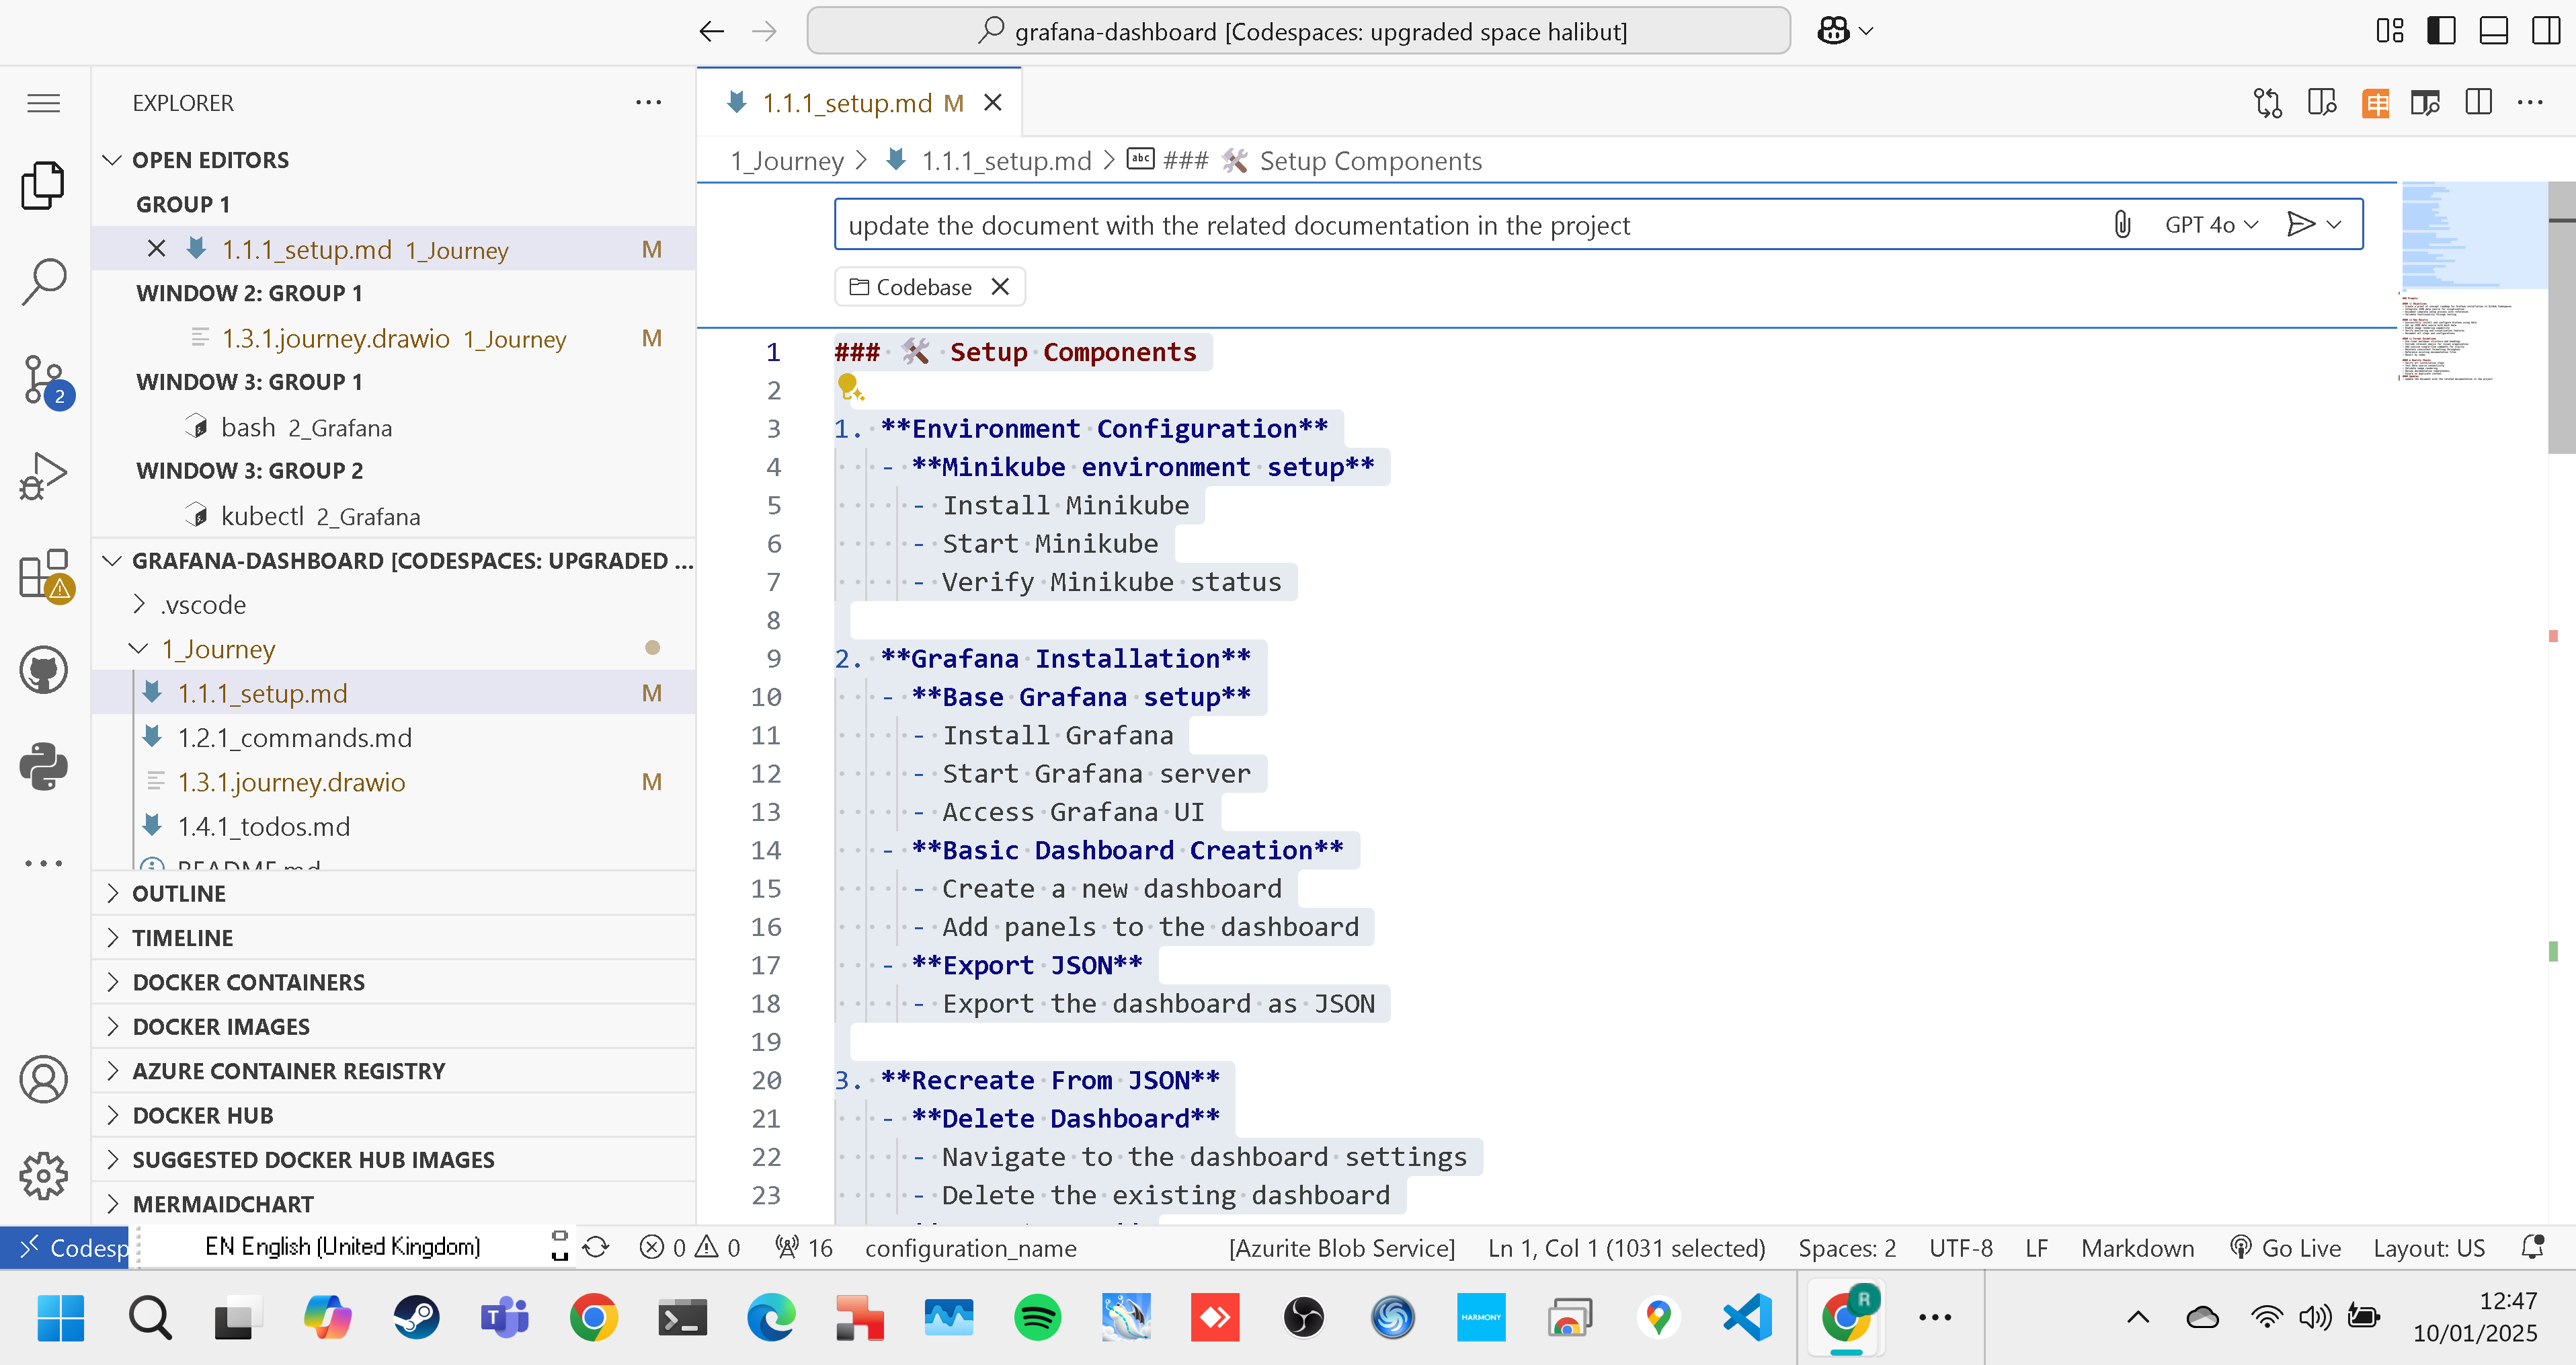 grafana-dashboard [Codespaces: upgraded space halibut]
EXPLORER
OPEN EDITORS
GROUP 1
1.1.1_setup.md 1_Journey M
WINDOW 2: GROUP 1
1.3.1.journey.drawio 1_Journey M
WINDOW 3: GROUP 1
bash 2_Grafana
WINDOW 3: GROUP 2
kubectl 2_Grafana
GRAFANA-DASHBOARD [CODESPACES: UPGRADED ...
.vscode
1_Journey
1.1.1_setup.md M
1.2.1_commands.md
1.3.1.journey.drawio M
1.4.1_todos.md
README.md
OUTLINE
TIMELINE
DOCKER CONTAINERS
DOCKER IMAGES
AZURE CONTAINER REGISTRY
DOCKER HUB
SUGGESTED DOCKER HUB IMAGES
MERMAIDCHART
2
1.1.1_setup.md M
1_Journey > 1.1.1_setup.md > abc ### 🛠️ Setup Components
update the document with the related documentation in the project
GPT 4o
Codebase
1 ### 🛠️ Setup Components
2
3 1. **Environment Configuration**
4 - **Minikube environment setup**
5 - Install Minikube
6 - Start Minikube
7 - Verify Minikube status
8
9 2. **Grafana Installation**
10 - **Base Grafana setup**
11 - Install Grafana
12 - Start Grafana server
13 - Access Grafana UI
14 - **Basic Dashboard Creation**
15 - Create a new dashboard
16 - Add panels to the dashboard
17 - **Export JSON**
18 - Export the dashboard as JSON
19
20 3. **Recreate From JSON**
21 - **Delete Dashboard**
22 - Navigate to the dashboard settings
23 - Delete the existing dashboard
Codesp
EN English (United Kingdom)
0 0 16 configuration_name [Azurite Blob Service] Ln 1, Col 1 (1031 selected) Spaces: 2 UTF-8 LF Markdown Go Live Layout: US
HARMONY
R
12:47
10/01/2025